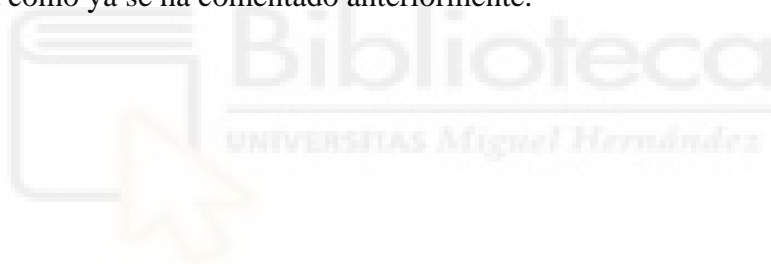 como ya se ha comentado anteriormente.
Biblioteca
UNIVERSITAS Miguel Hernández